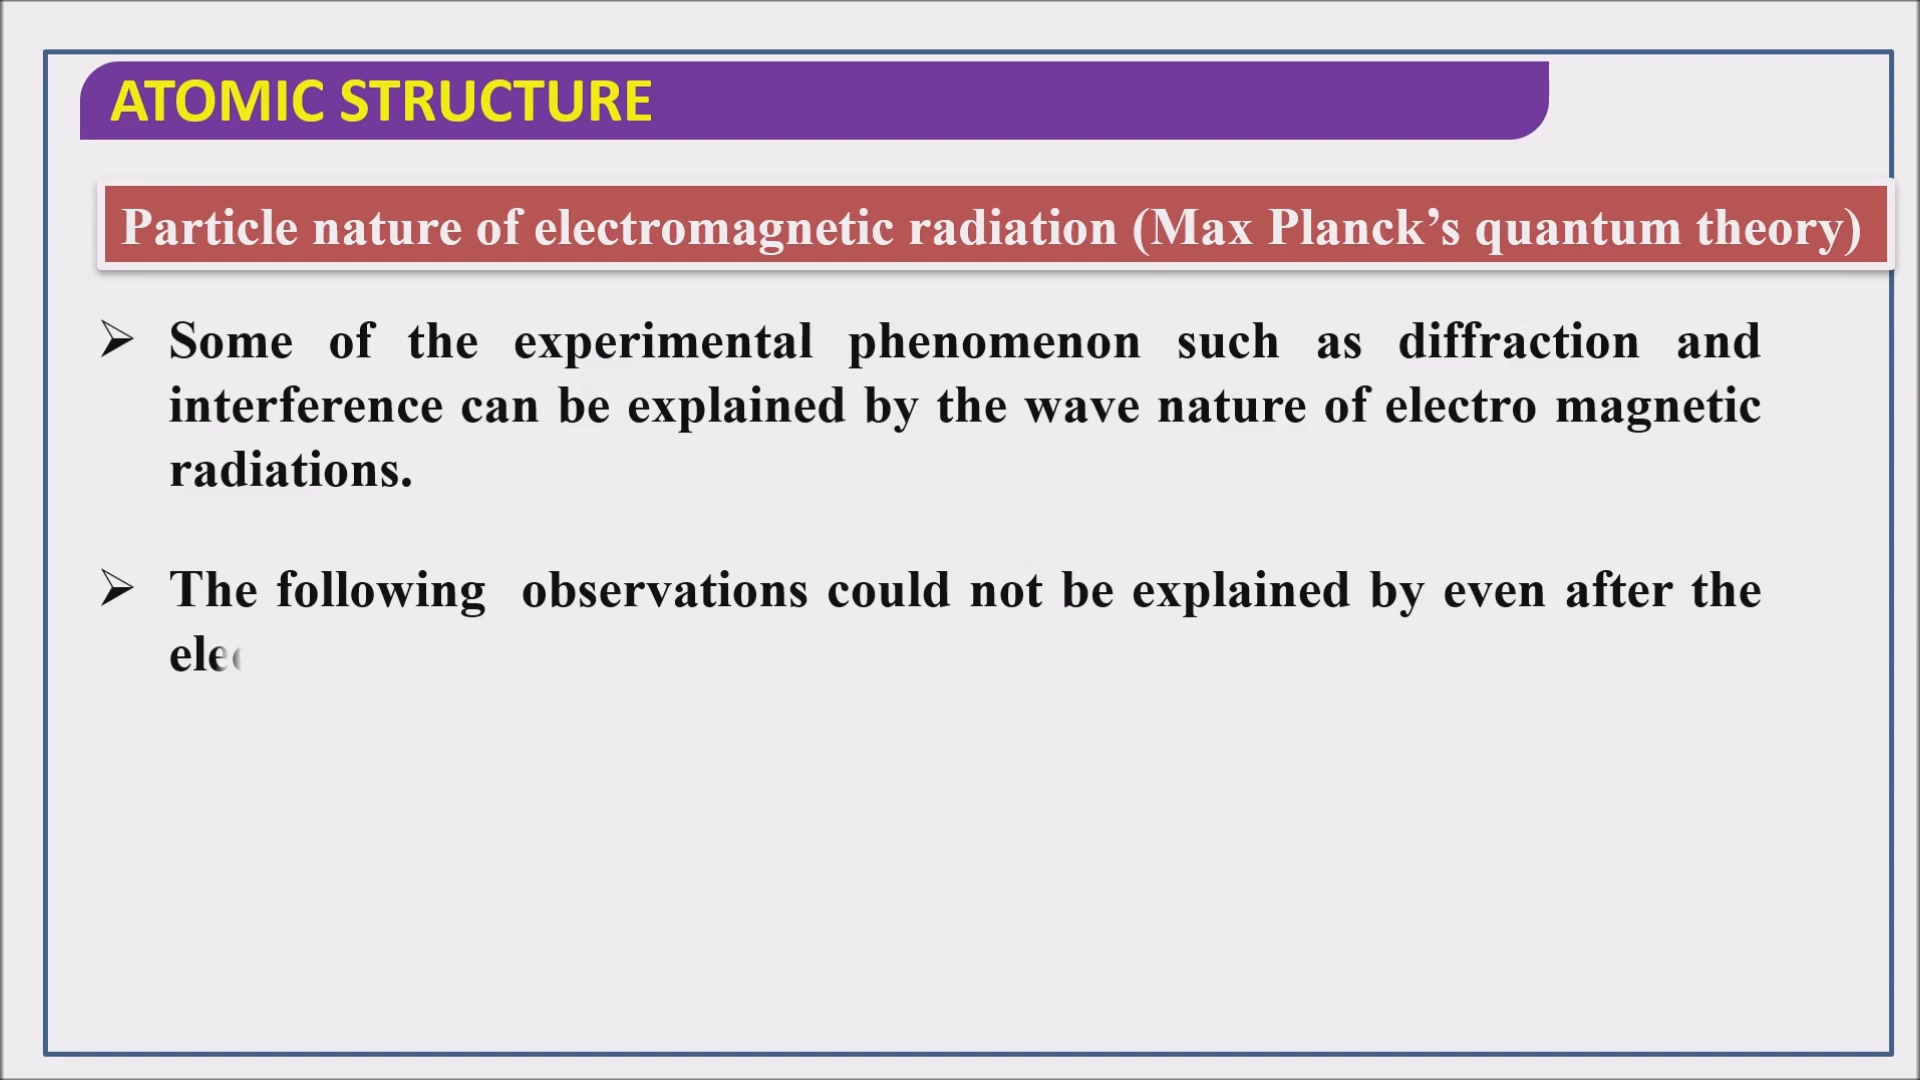 ATOMIC STRUCTURE
Particle nature of electromagnetic radiation (Max Planck’s quantum theory)
Some of the experimental phenomenon such as diffraction and
interference can be explained by the wave nature of electro magnetic
radiations.
The following observations could not be explained by even after the